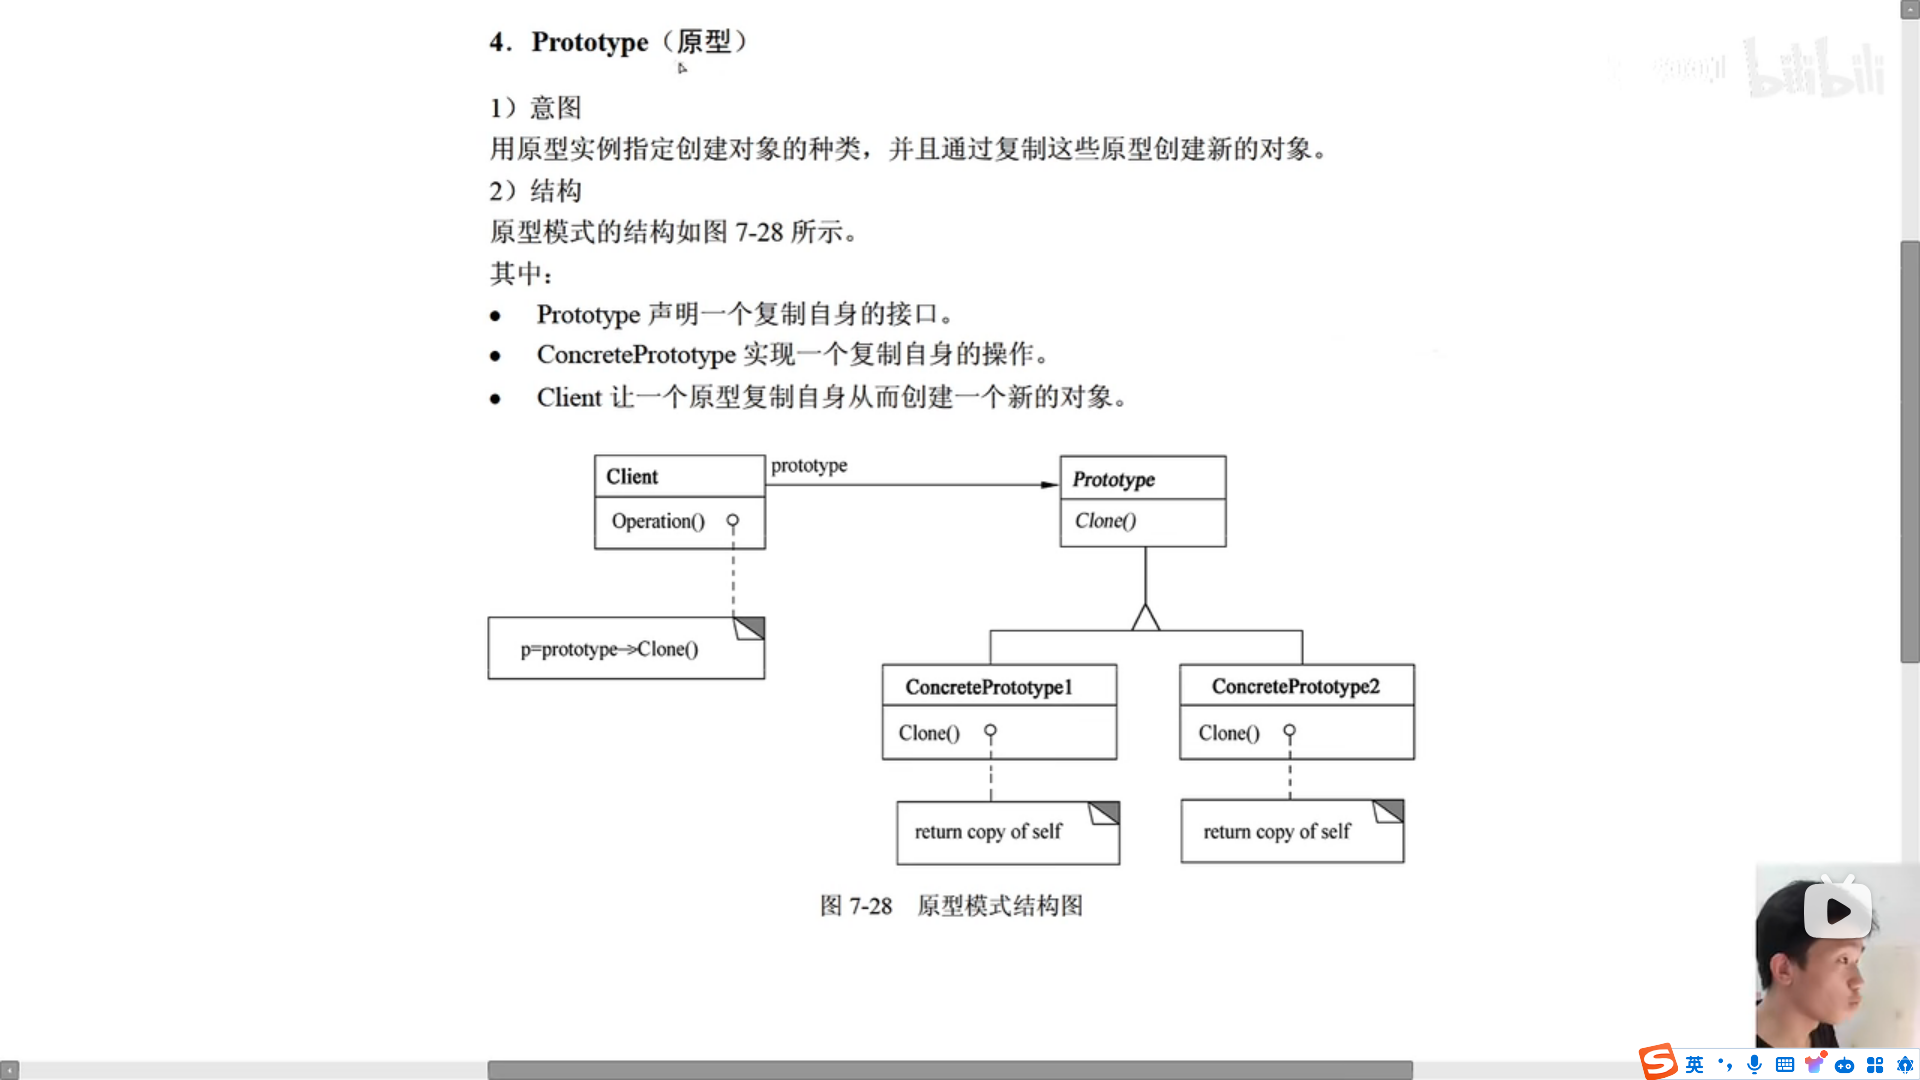 4．Prototype（原型）
bilibili
1）意图
用原型实例指定创建对象的种类，并且通过复制这些原型创建新的对象。
2）结构
原型模式的结构如图 7-28 所示。
其中：
● Prototype 声明一个复制自身的接口。
● ConcretePrototype 实现一个复制自身的操作。
● Client 让一个原型复制自身从而创建一个新的对象。
Client
prototype
Prototype
Operation()
Clone()
p=prototype->Clone()
ConcretePrototype1
ConcretePrototype2
Clone()
Clone()
return copy of self
return copy of self
图 7-28 原型模式结构图
英